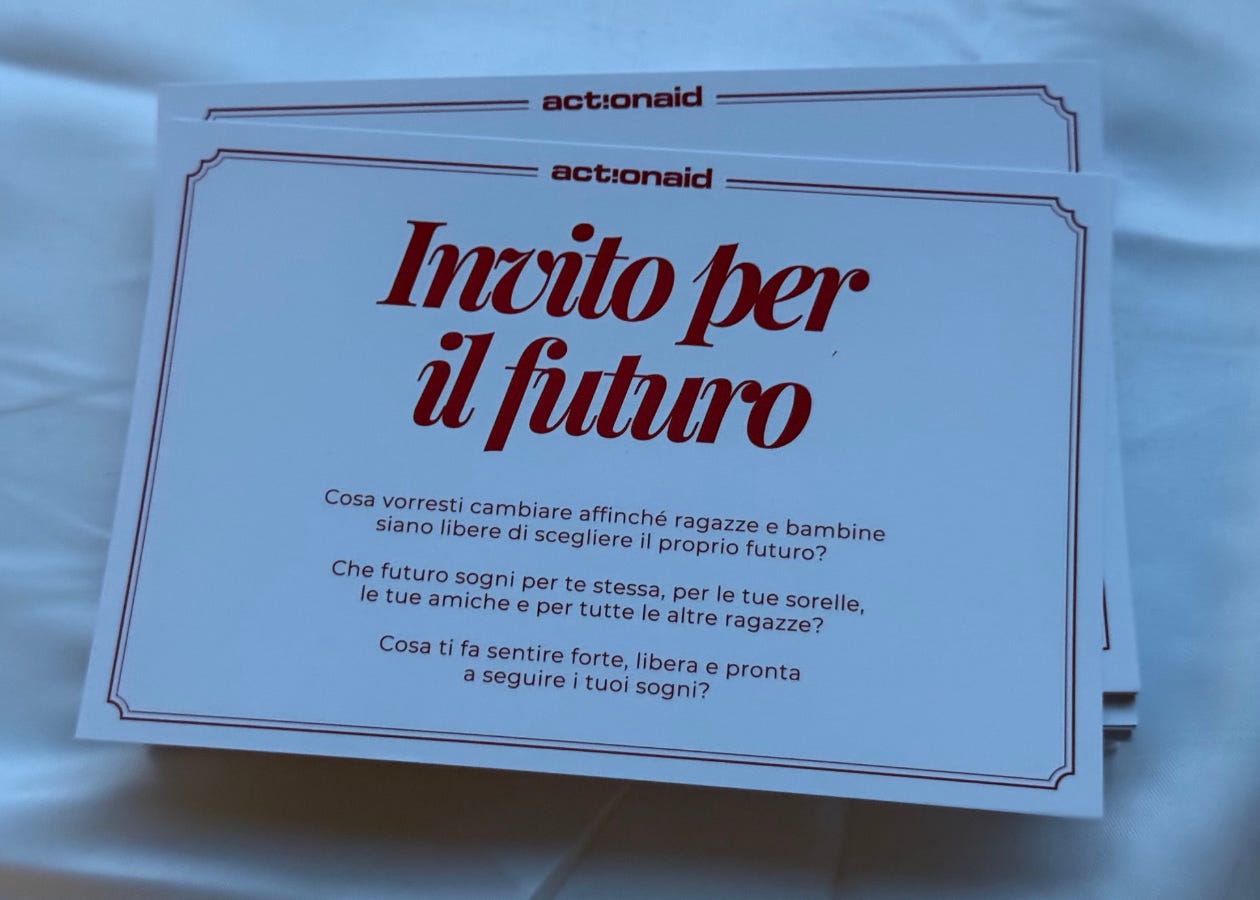 act!onaid
act!onaid
Invito per
il futuro
Cosa vorresti cambiare affinché ragazze e bambine
siano libere di scegliere il proprio futuro?
Che futuro sogni per te stessa, per le tue sorelle,
le tue amiche e per tutte le altre ragazze?
Cosa ti fa sentire forte, libera e pronta
a seguire i tuoi sogni?